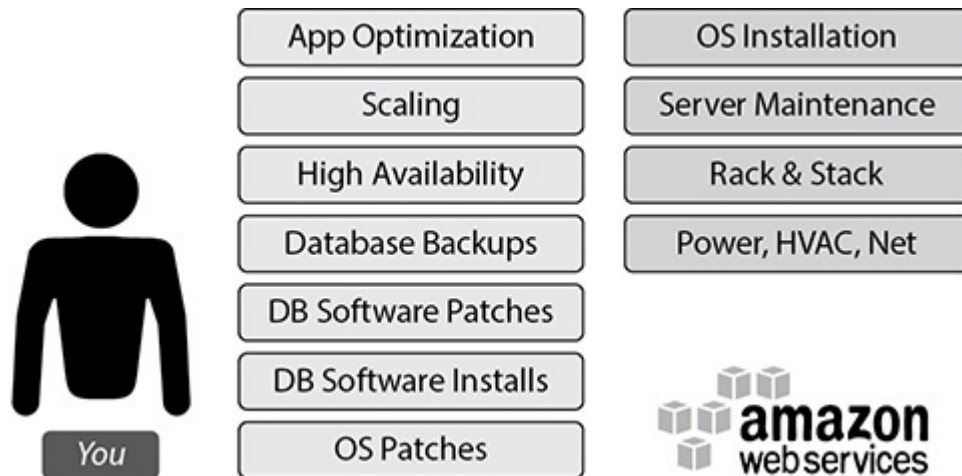 App Optimization
Scaling
High Availability
Database Backups
DB Software Patches
DB Software Installs
OS Patches
You
OS Installation
Server Maintenance
Rack & Stack
Power, HVAC, Net
amazon
webservices